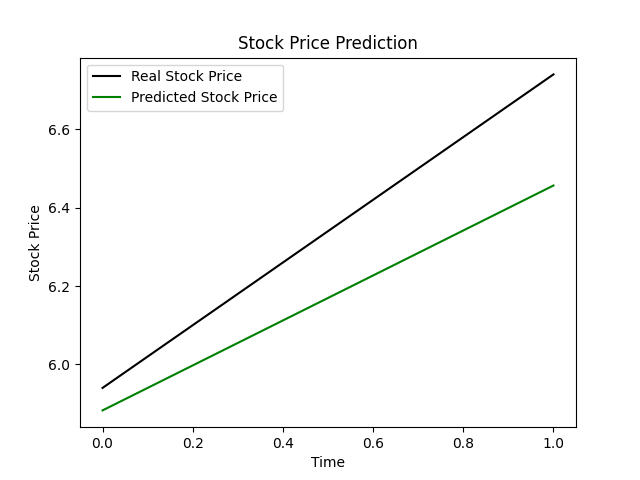 Stock Price Prediction
Real Stock Price
Predicted Stock Price
Stock Price
6.6
6.4
6.2
6.0
0.0 0.2 0.4 0.6 0.8 1.0
Time